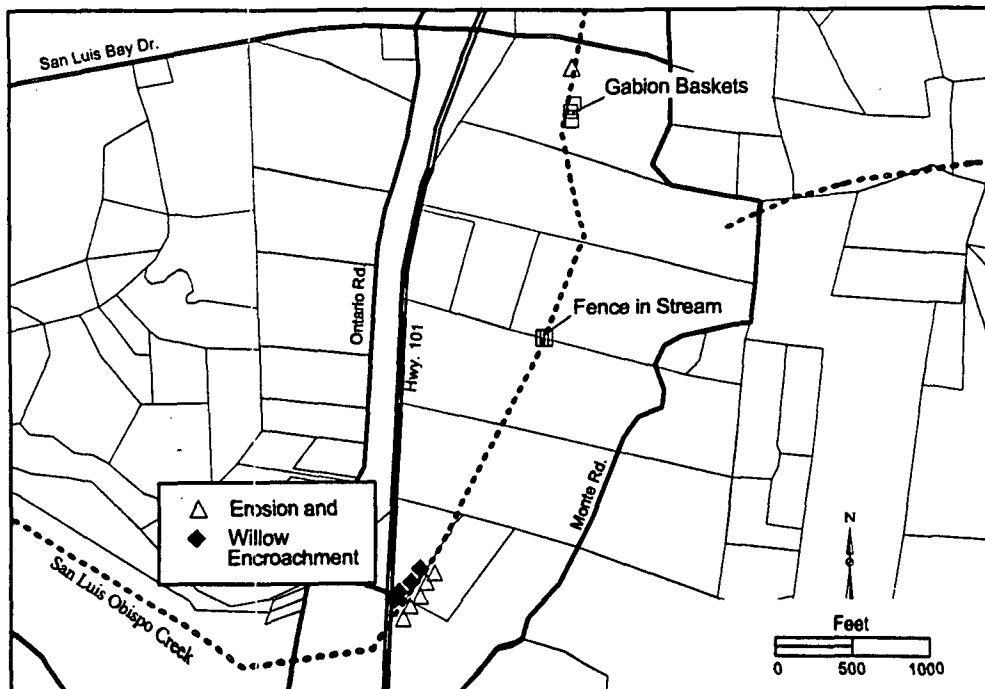 San Luis Bay Dr.
Gabion Baskets
Ontario Rd.
Hwy. 101
Fence in Stream
Monte Rd.
Erosion and
Willow
Encroachment
San Luis Obispo Creek
N
Feet
0 500 1000